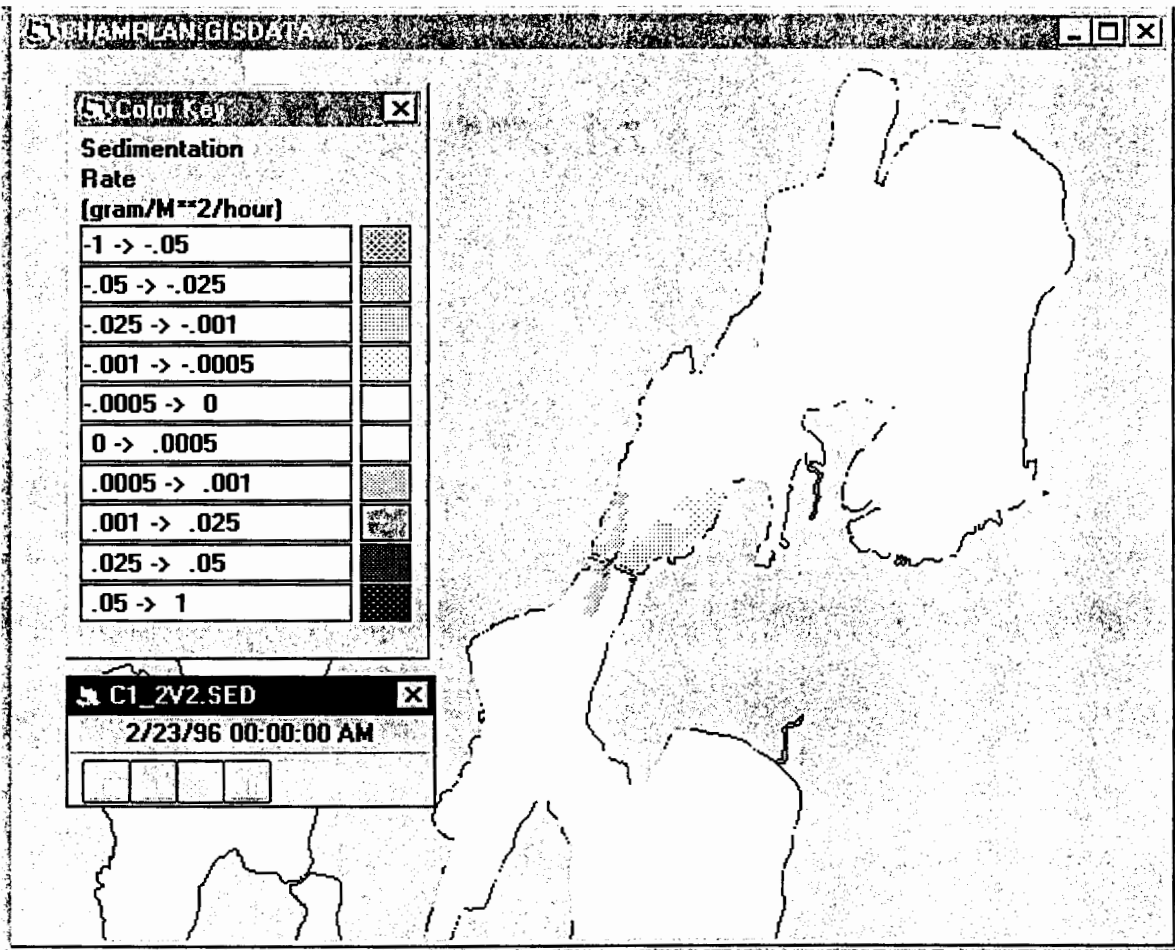 CHAMPLAN:GISDATA
Color Key
Sedimentation
Rate
(gram/M**2/hour)
-1 -> -.05
-.05 -> -.025
-.025 -> -.001
-.001 -> -.0005
-.0005 -> 0
0 -> .0005
.0005 -> .001
.001 -> .025
.025 -> .05
.05 -> 1
C1_2V2.SED
2/23/96 00:00:00 AM